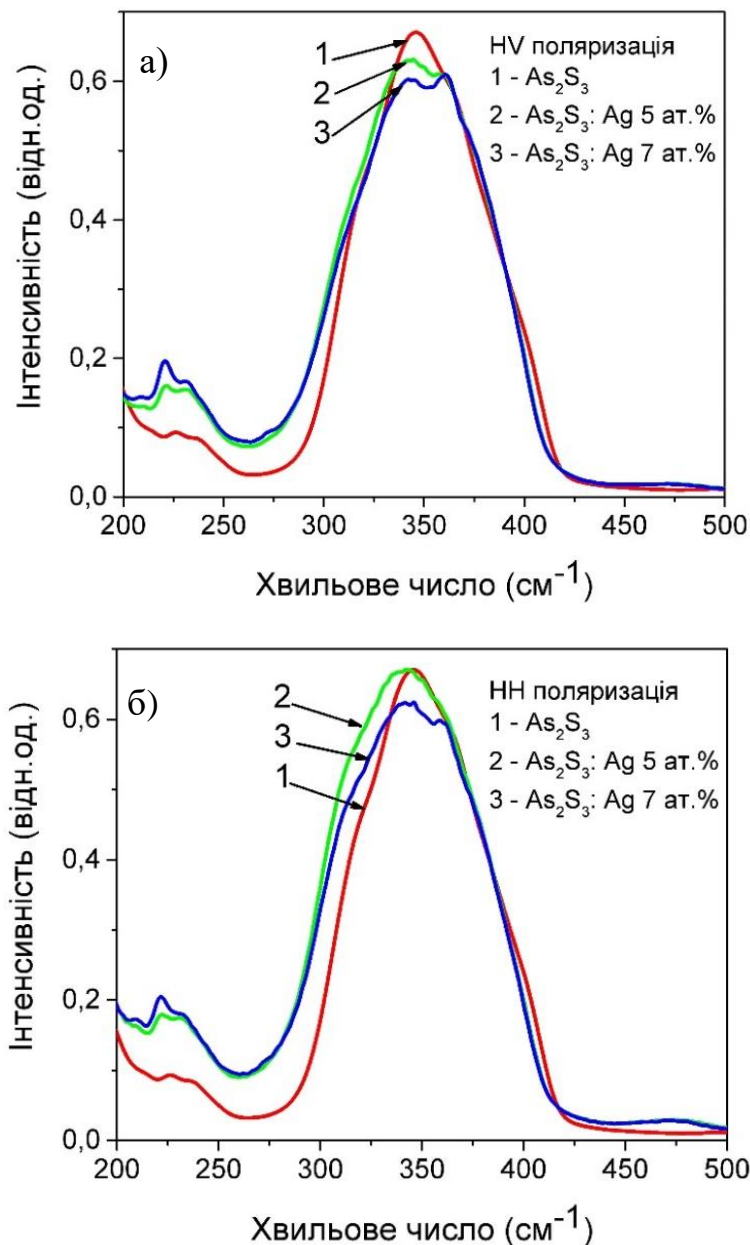 а)
1
2
3
HV поляризація
1 - As₂S₃
2 - As₂S₃: Ag 5 ат.%
3 - As₂S₃: Ag 7 ат.%
Інтенсивність (відн.од.)
0,6
0,4
0,2
0,0
200 250 300 350 400 450 500
Хвильове число (см⁻¹)
б)
2
3
1
HH поляризація
1 - As₂S₃
2 - As₂S₃: Ag 5 ат.%
3 - As₂S₃: Ag 7 ат.%
Інтенсивність (відн.од.)
0,6
0,4
0,2
0,0
200 250 300 350 400 450 500
Хвильове число (см⁻¹)